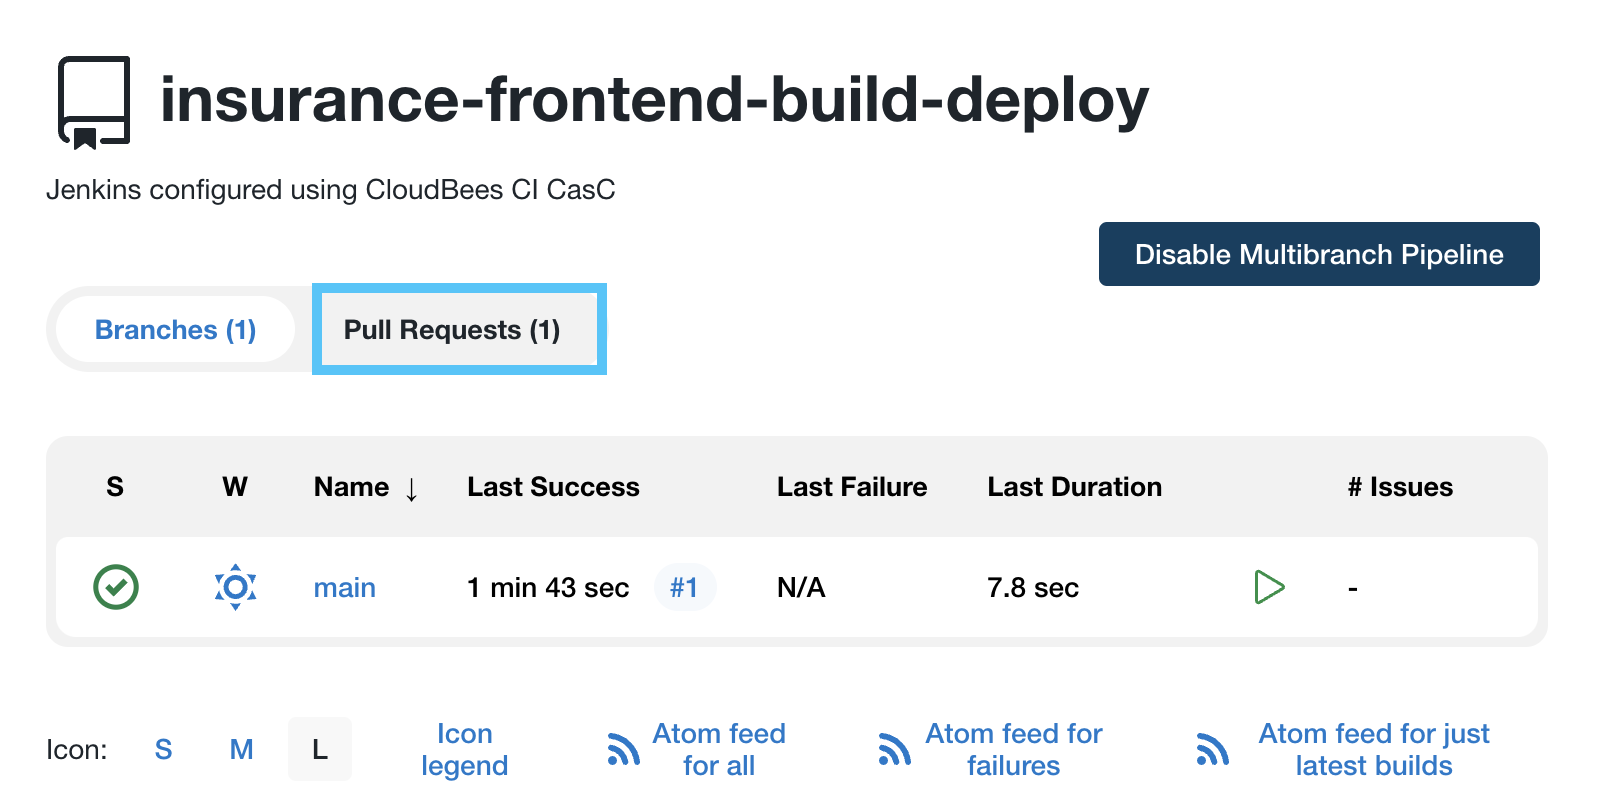 insurance-frontend-build-deploy
Jenkins configured using CloudBees CI CasC
Disable Multibranch Pipeline
Branches (1) Pull Requests (1)
S W Name ↓ Last Success Last Failure Last Duration # Issues
main 1 min 43 sec #1 N/A 7.8 sec -
Icon: S M L Icon legend Atom feed for all Atom feed for failures Atom feed for just latest builds